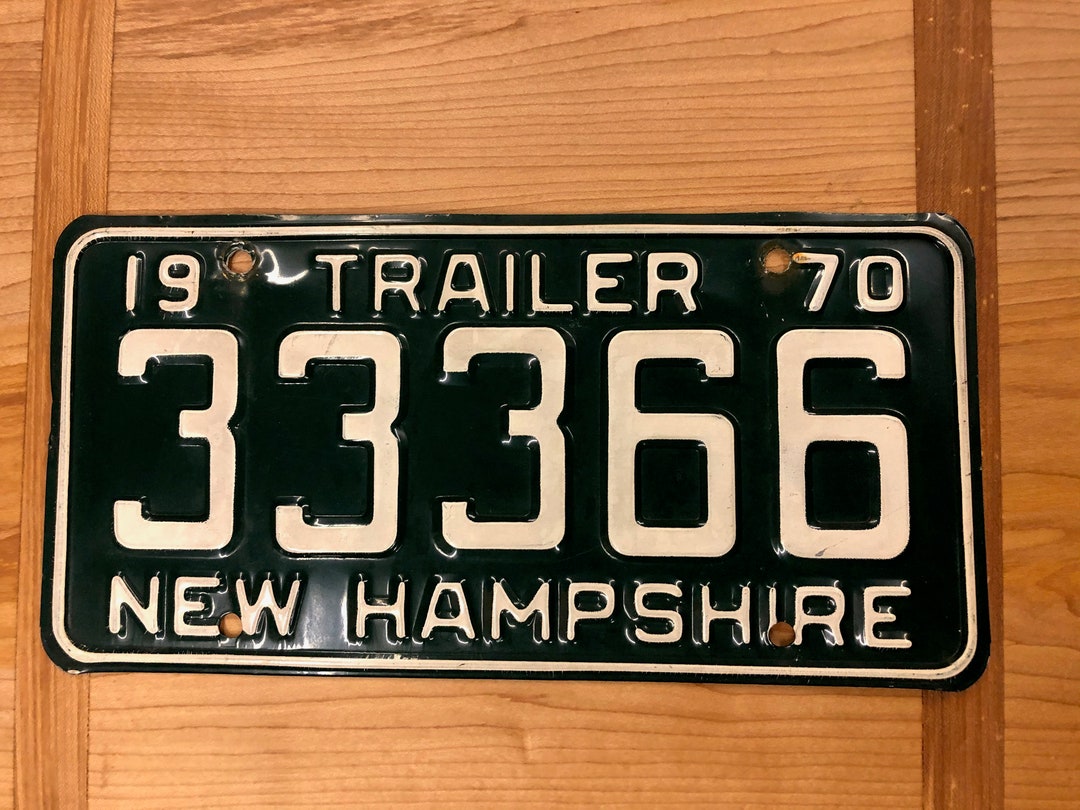 19 TRAILER 70
33366
NEW HAMPSHIRE